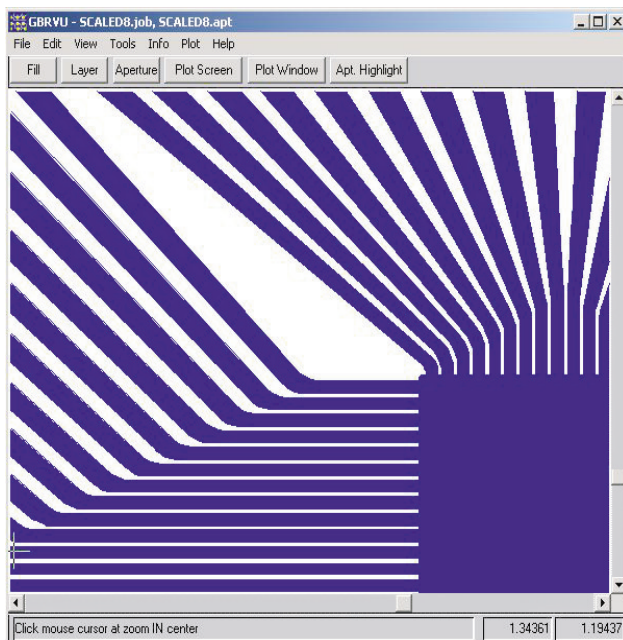 GBRVU - SCALED8.job, SCALED8.apt
File Edit View Tools Info Plot Help
Fill Layer Aperture Plot Screen Plot Window Apt. Highlight
Click mouse cursor at zoom IN center 1.34361 1.19437